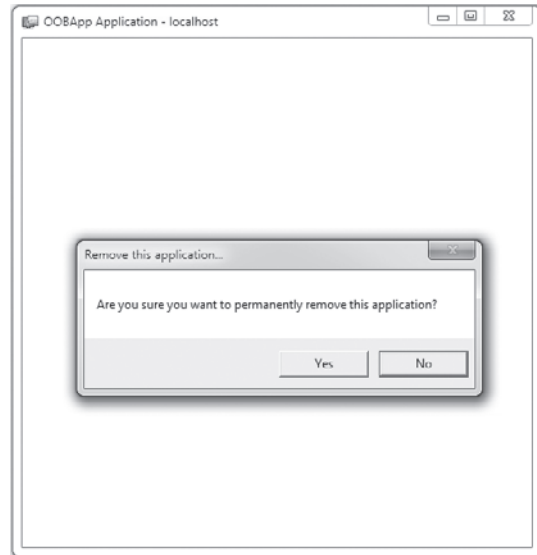 OOBApp Application - localhost
Remove this application...
Are you sure you want to permanently remove this application?
Yes
No